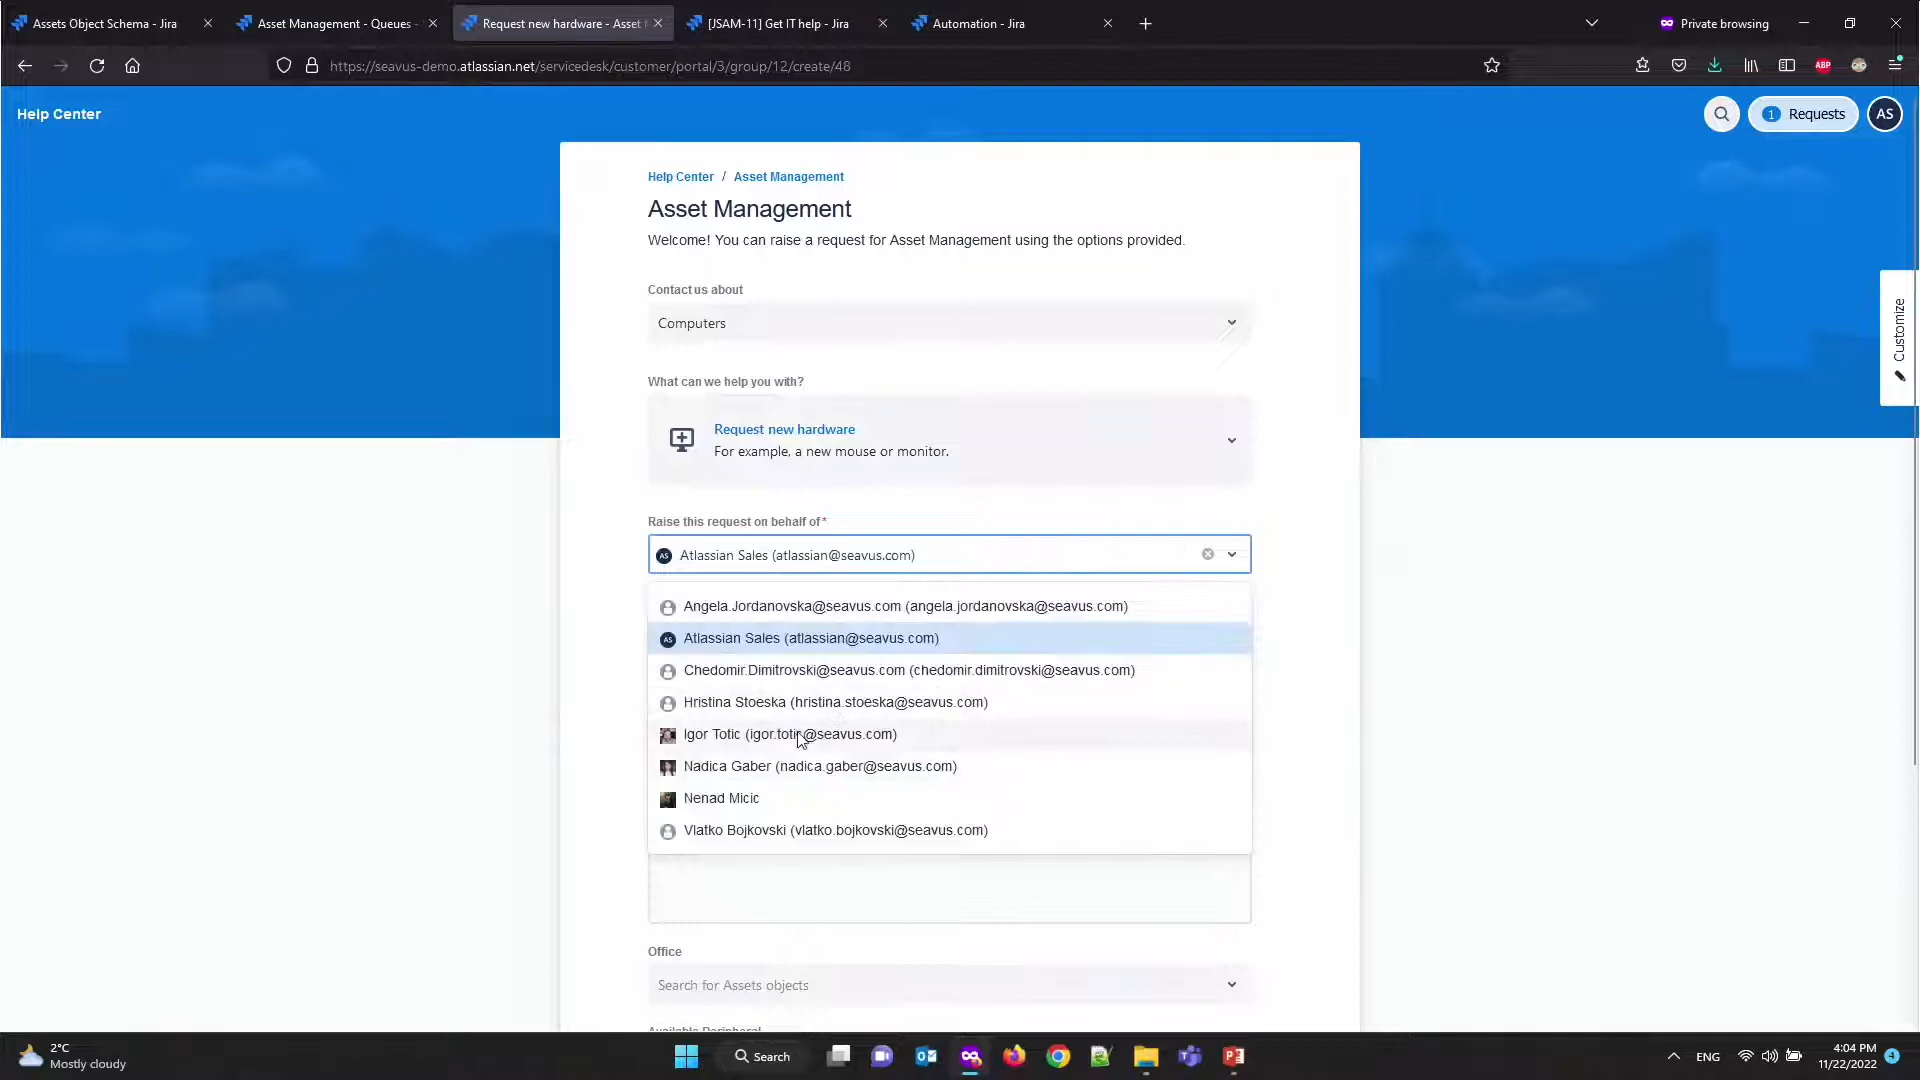 Assets Object Schema - Jira
Asset Management - Queues -
Request new hardware - Asset
[JSAM-11] Get IT help - Jira
Automation - Jira
Private browsing
https://seavus-demo.atlassian.net/servicedesk/customer/portal/3/group/12/create/48
ABP
Help Center
1 Requests
AS
Customize
Help Center / Asset Management
Asset Management
Welcome! You can raise a request for Asset Management using the options provided.
Contact us about
Computers
What can we help you with?
Request new hardware
For example, a new mouse or monitor.
Raise this request on behalf of*
AS Atlassian Sales (atlassian@seavus.com)
Angela.Jordanovska@seavus.com (angela.jordanovska@seavus.com)
AS Atlassian Sales (atlassian@seavus.com)
Chedomir.Dimitrovski@seavus.com (chedomir.dimitrovski@seavus.com)
Hristina Stoeska (hristina.stoeska@seavus.com)
Igor Totic (igor.totic@seavus.com)
Nadica Gaber (nadica.gaber@seavus.com)
Nenad Micic
Vlatko Bojkovski (vlatko.bojkovski@seavus.com)
Office
Search for Assets objects
Available Peripheral
2°C
Mostly cloudy
Search
ENG
4:04 PM
11/22/2022
4